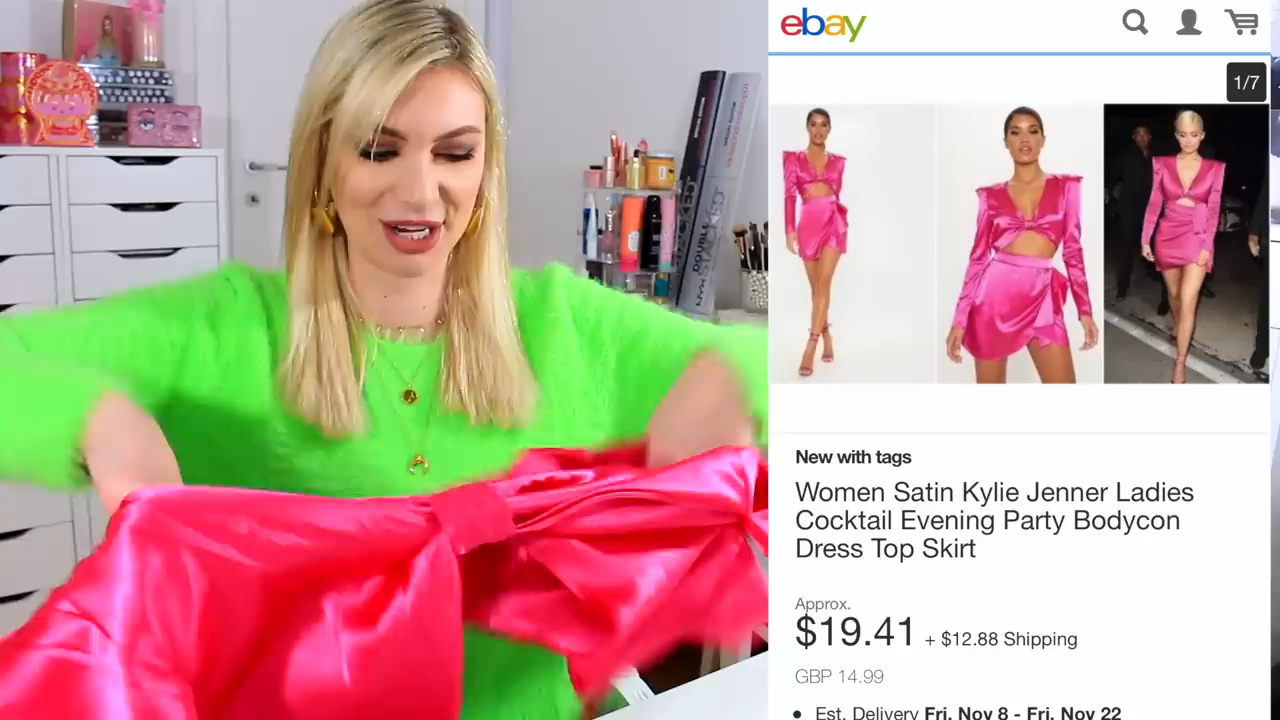 ebay
1/7
New with tags
Women Satin Kylie Jenner Ladies
Cocktail Evening Party Bodycon
Dress Top Skirt
Approx.
$19.41 + $12.88 Shipping
GBP 14.99
• Est. Delivery Fri, Nov 8 - Fri, Nov 22